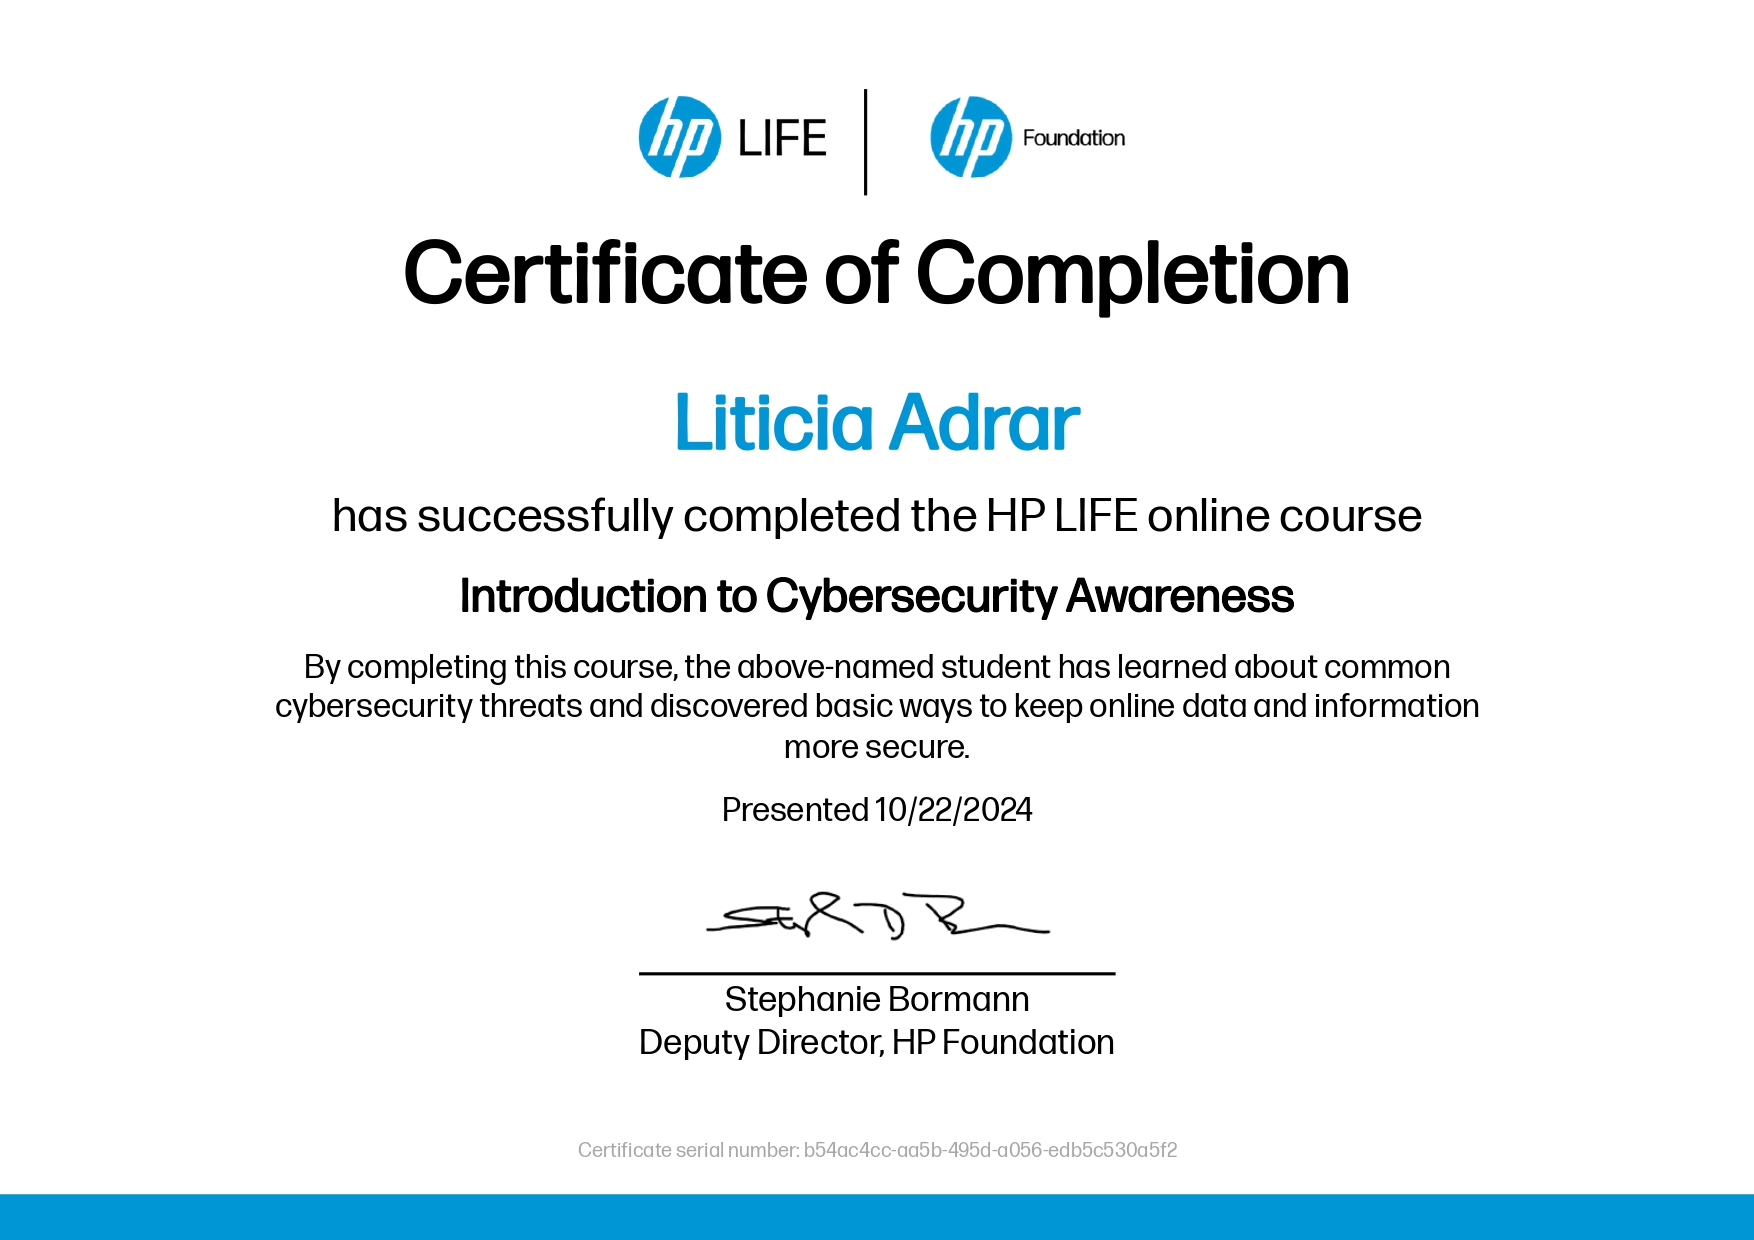 hp LIFE hp Foundation
Certificate of Completion
Liticia Adrar
has successfully completed the HP LIFE online course
Introduction to Cybersecurity Awareness
By completing this course, the above-named student has learned about common
cybersecurity threats and discovered basic ways to keep online data and information
more secure.
Presented 10/22/2024
Stephanie Bormann
Deputy Director, HP Foundation
Certificate serial number: b54ac4cc-aa5b-495d-a056-edb5c530a5f2